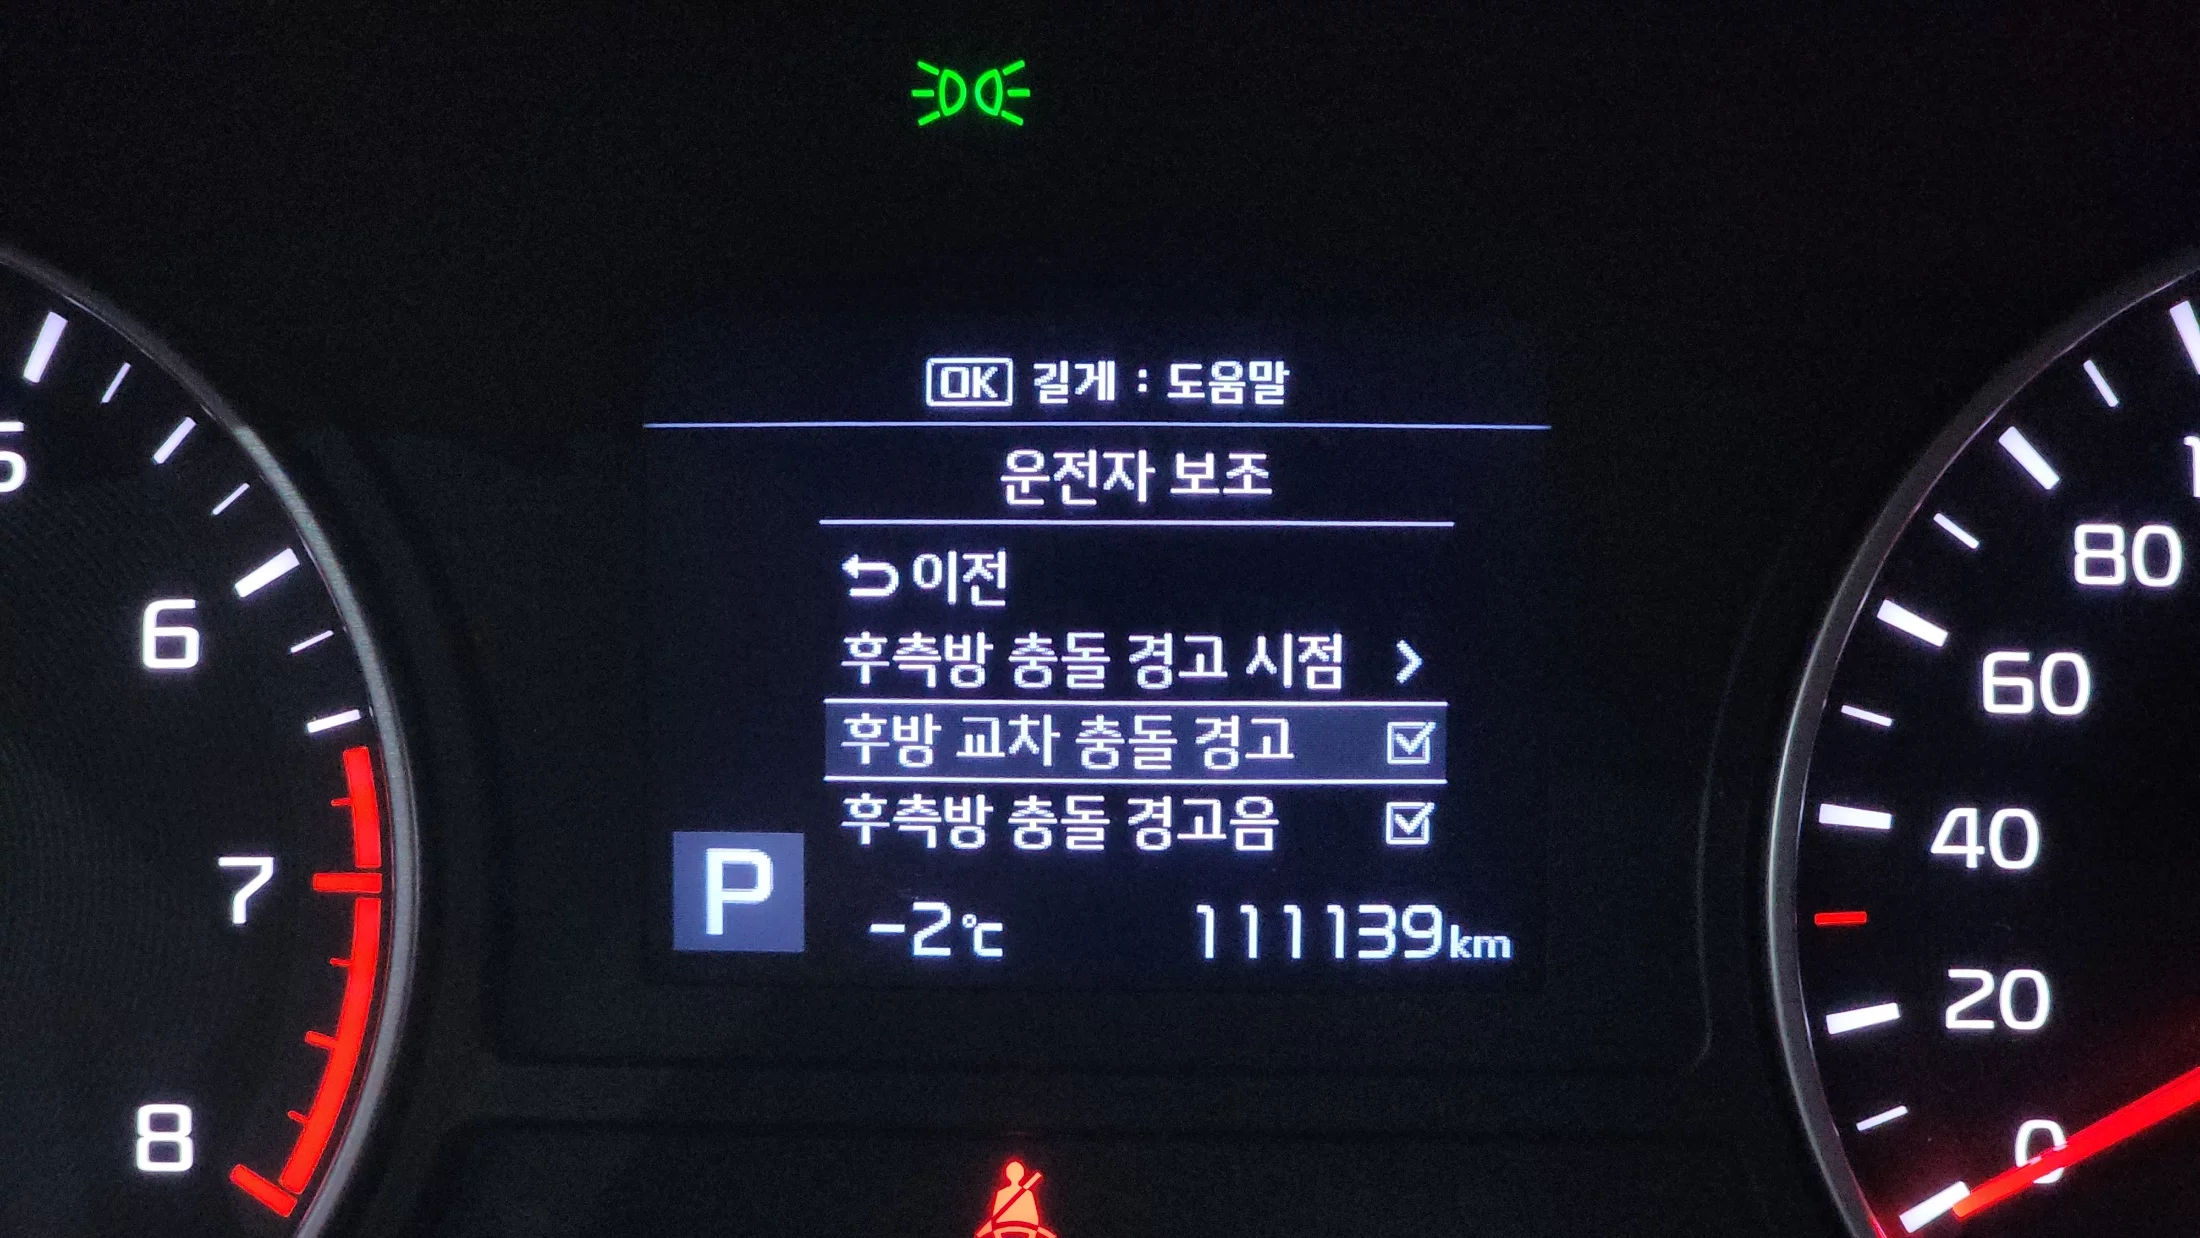 OK 길게 : 도움말
운전자 보조
이전
후측방 충돌 경고 시점
후방 교차 충돌 경고
후측방 충돌 경고음
P
-2℃ 111139km
6
7
8
80
60
40
20
0